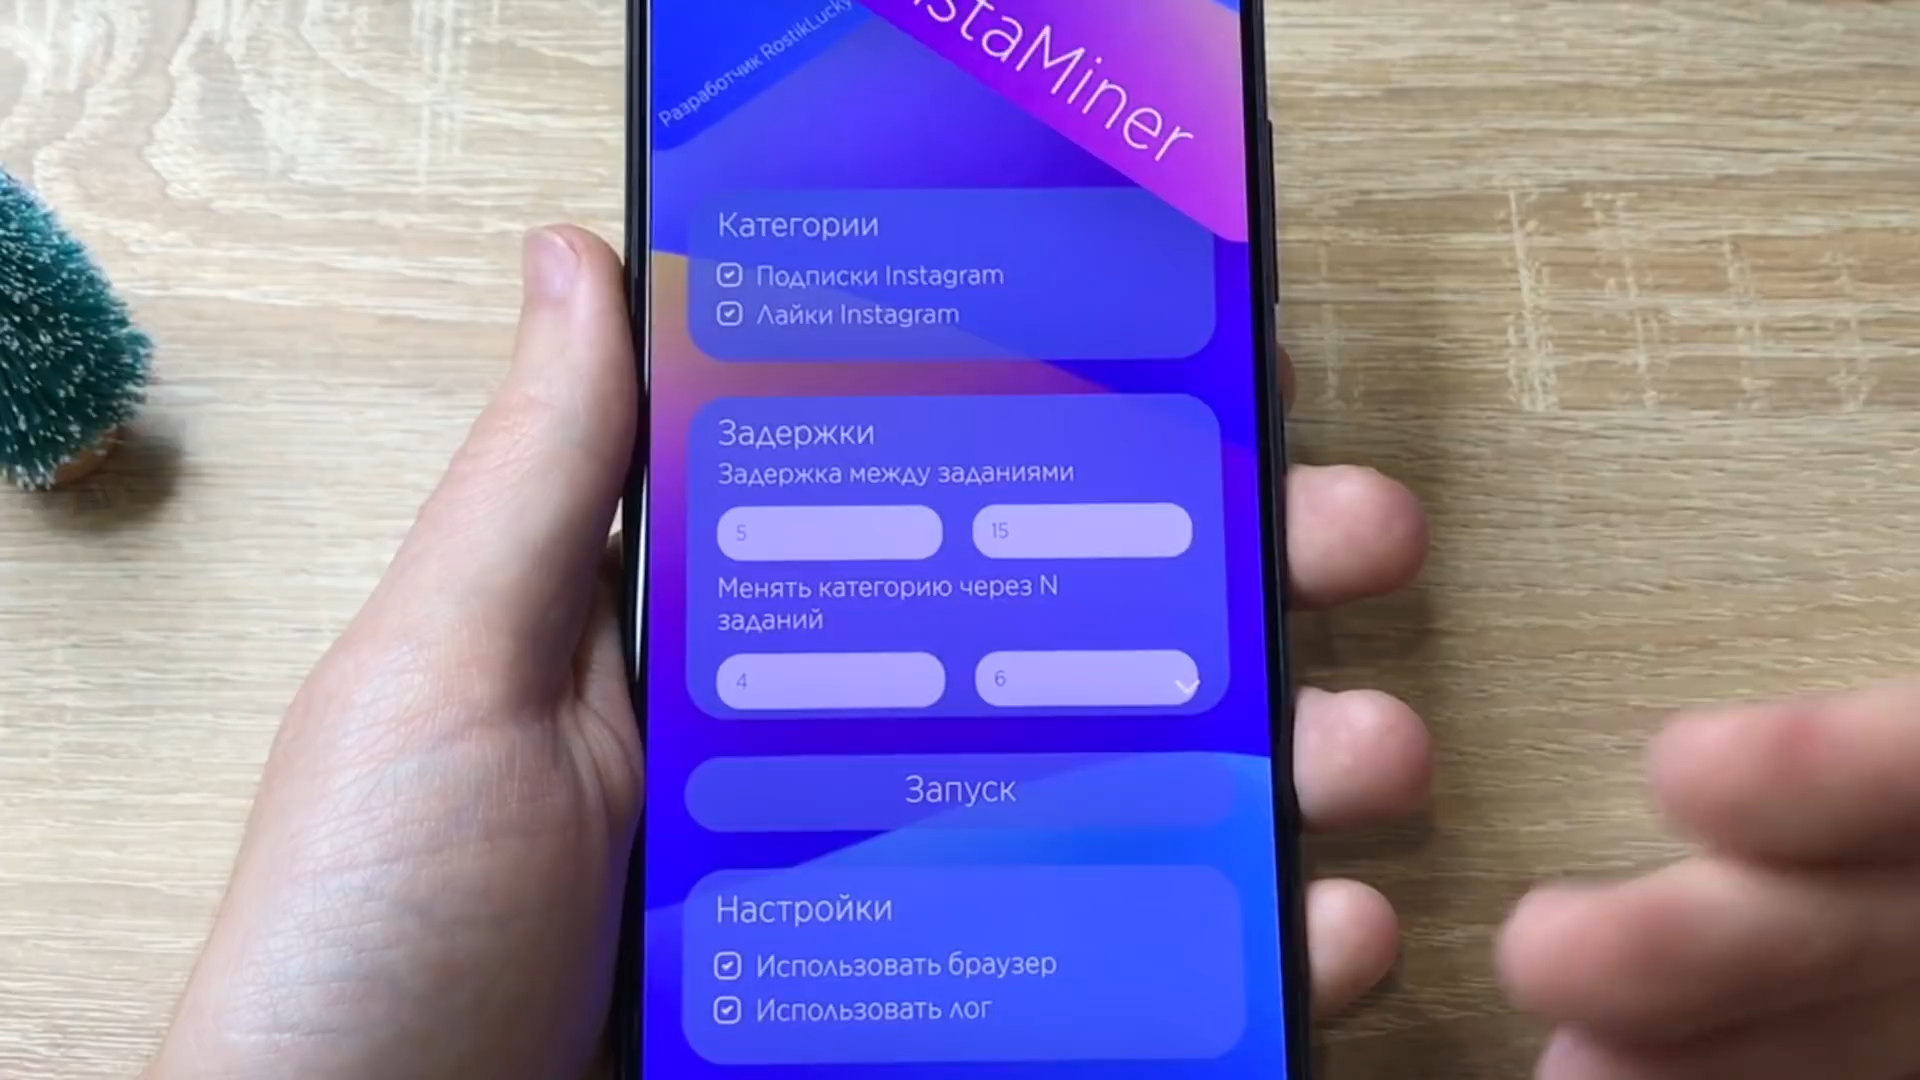 staMiner
Разработчик RostikLucky
Категории
Подписки Instagram
Лайки Instagram
Задержки
Задержка между заданиями
5
15
Менять категорию через N
заданий
4
6
Запуск
Настройки
Использовать браузер
Использовать лог